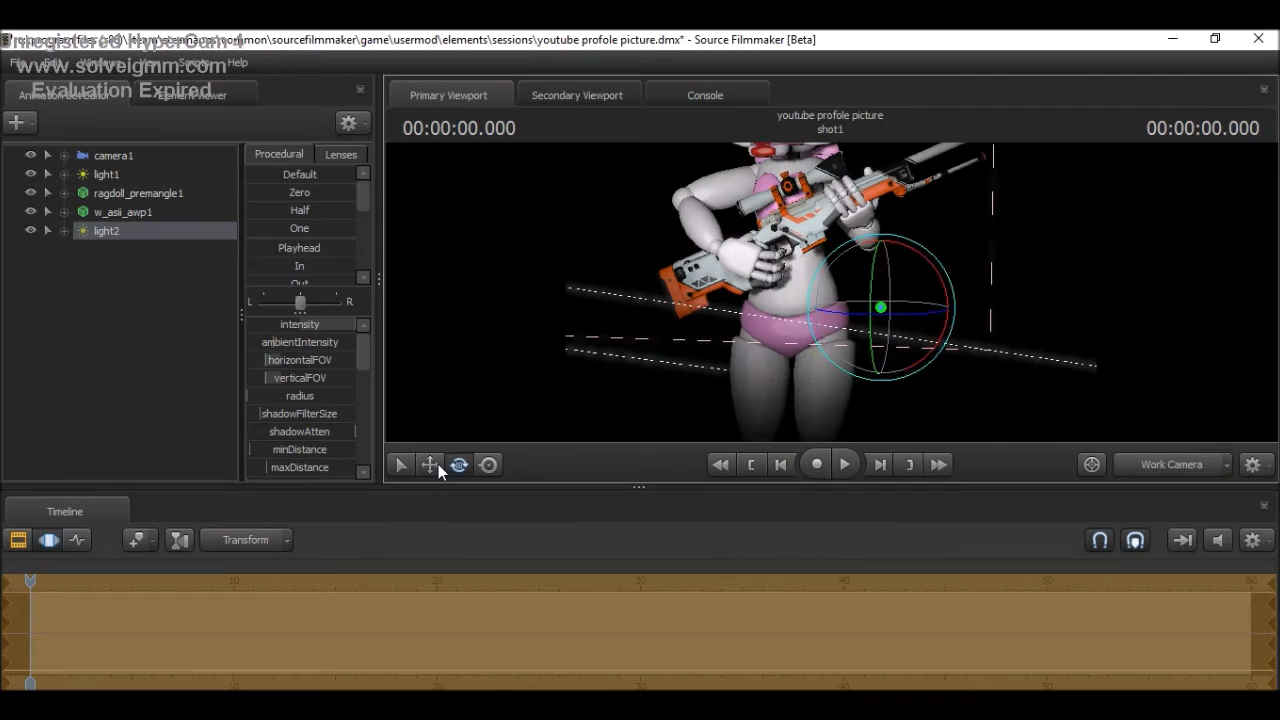 Unregistered HyperCam 4
program files (x86)\steam\steamapps\common\sourcefilmmaker\game\usermod\elements\sessions\youtube profole picture.dmx* - Source Filmmaker [Beta]
www.solveigmm.com
File Edit Windows View Scripts Help
Evaluation Expired
Animation Set Editor Element Viewer
Primary Viewport Secondary Viewport Console
00:00:00.000
youtube profole picture
shot1
00:00:00.000
camera1
light1
ragdoll_premangle1
w_asii_awp1
light2
Procedural Lenses
Default
Zero
Half
One
Playhead
In
Out
L R
intensity
ambientIntensity
horizontalFOV
verticalFOV
radius
shadowFilterSize
shadowAtten
minDistance
maxDistance
Work Camera
Timeline
Transform
10 20 30 40 50 60